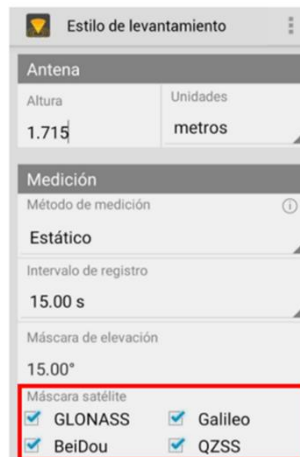 Estilo de levantamiento
Antena
Altura
Unidades
1.715
metros
Medición
Método de medición
Estático
Intervalo de registro
15.00 s
Máscara de elevación
15.00°
Máscara satélite
GLONASS
Galileo
BeiDou
QZSS